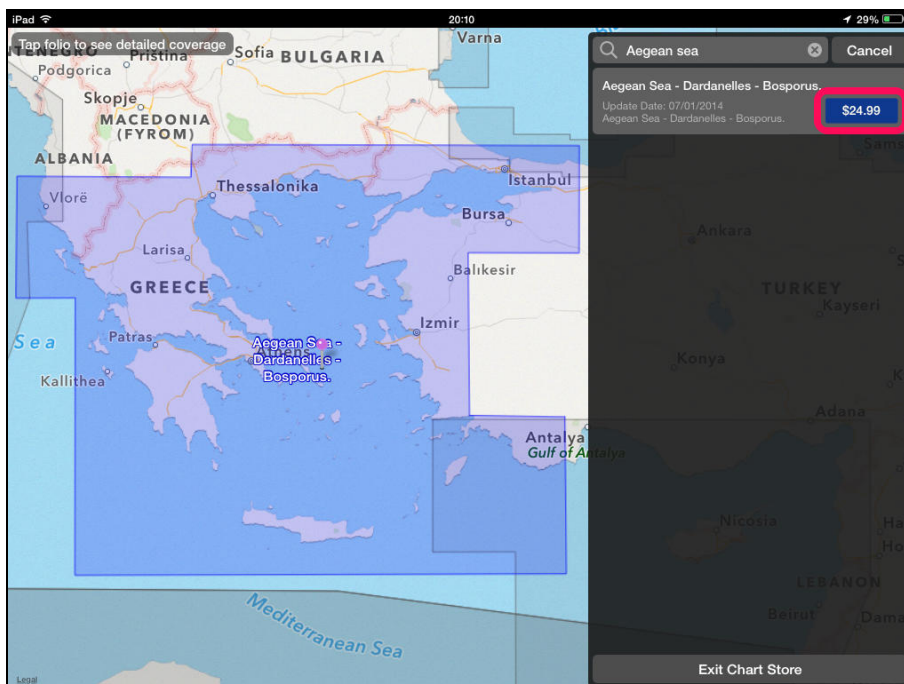 iPad
20:10
29%
Tap folio to see detailed coverage
Aegean sea
Cancel
Aegean Sea - Dardanelles - Bosporus.
Update Date: 07/01/2014
Aegean Sea - Dardanelles - Bosporus.
$24.99
Varna
Sofia
BULGARIA
Pristina
Podgorica
Skopje
MACEDONIA
(FYROM)
ALBANIA
Vlorë
Thessalonika
Istanbul
Bursa
Ankara
Larisa
Balıkesir
GREECE
TURKEY
Kayseri
Izmir
Sea
Patras
Athens
Aegean Sea -
Dardanelles -
Bosporus.
Konya
Kallithea
Adana
Antalya
Gulf of Antalya
Nicosia
LEBANON
Beirut
Mediterranean Sea
Legal
Exit Chart Store